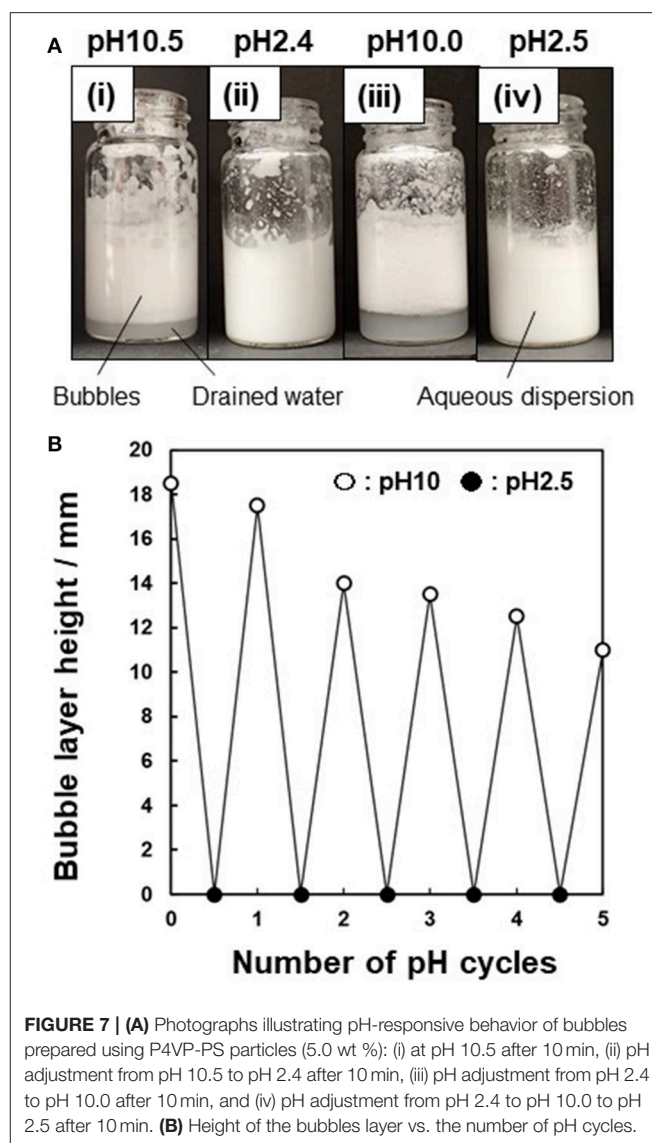 A
pH10.5 pH2.4 pH10.0 pH2.5
(i) (ii) (iii) (iv)
Bubbles Drained water Aqueous dispersion
B
20
18
16
14
12
10
8
6
4
2
0
Bubble layer height / mm
○ : pH10 ● : pH2.5
0 1 2 3 4 5
Number of pH cycles
FIGURE 7 | (A) Photographs illustrating pH-responsive behavior of bubbles
prepared using P4VP-PS particles (5.0 wt %): (i) at pH 10.5 after 10 min, (ii) pH
adjustment from pH 10.5 to pH 2.4 after 10 min, (iii) pH adjustment from pH 2.4
to pH 10.0 after 10 min, and (iv) pH adjustment from pH 2.4 to pH 10.0 to pH
2.5 after 10 min. (B) Height of the bubbles layer vs. the number of pH cycles.